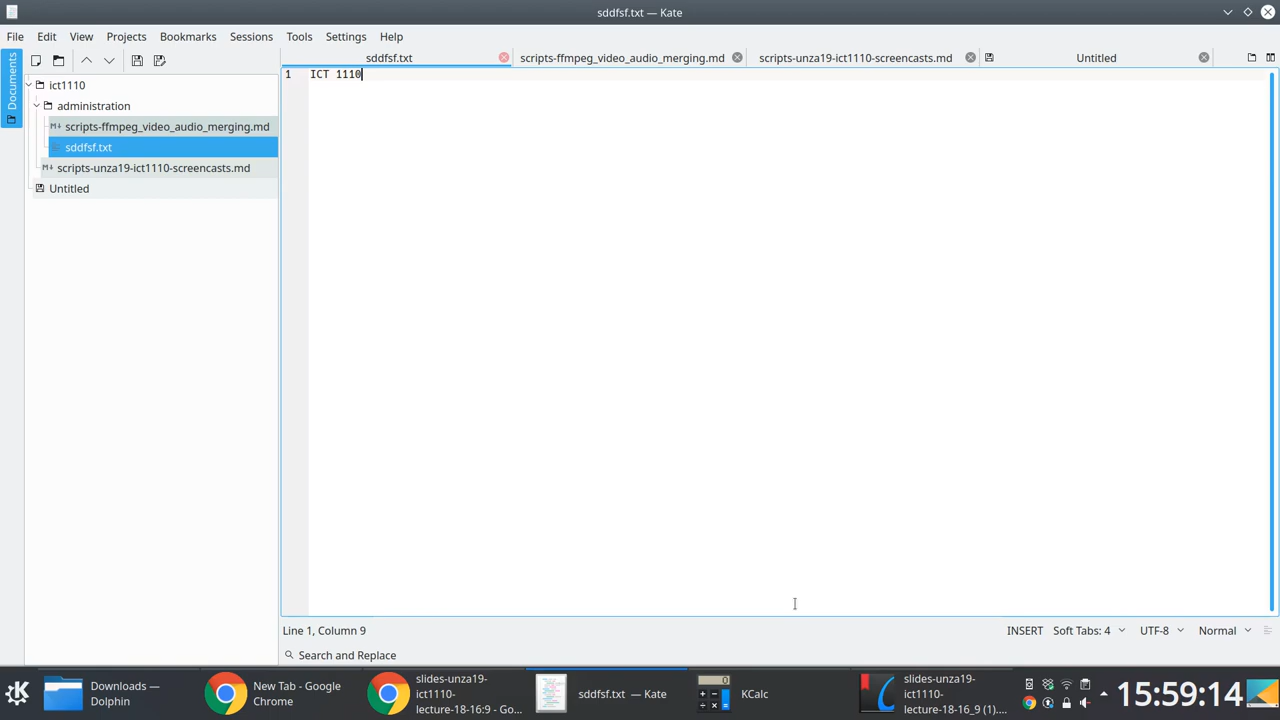 sddfsf.txt — Kate
File Edit View Projects Bookmarks Sessions Tools Settings Help
Documents
sddfsf.txt scripts-ffmpeg_video_audio_merging.md scripts-unza19-ict1110-screencasts.md Untitled
ict1110
administration
scripts-ffmpeg_video_audio_merging.md
sddfsf.txt
scripts-unza19-ict1110-screencasts.md
Untitled
1 ICT 1110
Line 1, Column 9 INSERT Soft Tabs: 4 UTF-8 Normal
Search and Replace
Downloads —
Dolphin
New Tab - Google
Chrome
slides-unza19-
ict1110-
lecture-18-16:9 - Go...
sddfsf.txt — Kate
0
KCalc
slides-unza19-
ict1110-
lecture-18-16_9 (1)....
15:59:14